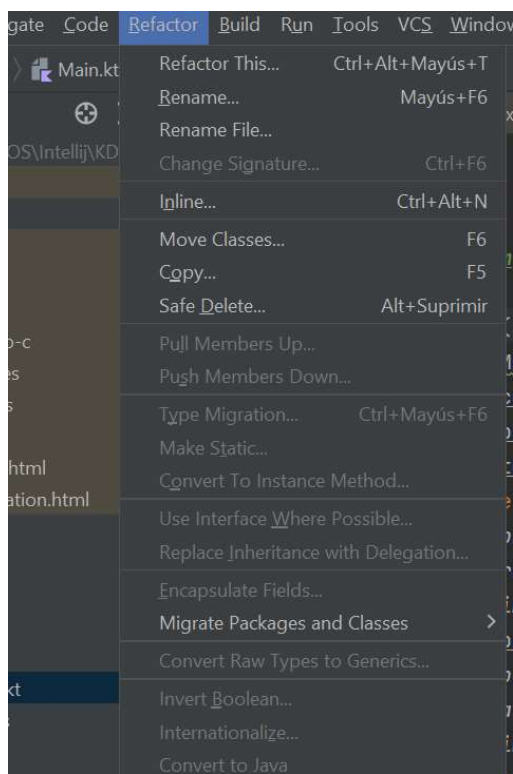 gate Code Refactor Build Run Tools VCS Window
Main.kt
OS\Intellij\KD
Refactor This... Ctrl+Alt+Mayús+T
Rename... Mayús+F6
Rename File...
Change Signature... Ctrl+F6
Inline... Ctrl+Alt+N
Move Classes... F6
Copy... F5
Safe Delete... Alt+Suprimir
Pull Members Up...
Push Members Down...
Type Migration... Ctrl+Mayús+F6
Make Static...
Convert To Instance Method...
Use Interface Where Possible...
Replace Inheritance with Delegation...
Encapsulate Fields...
Migrate Packages and Classes
Convert Raw Types to Generics...
Invert Boolean...
Internationalize...
Convert to Java
o-c
es
s
html
ation.html
kt